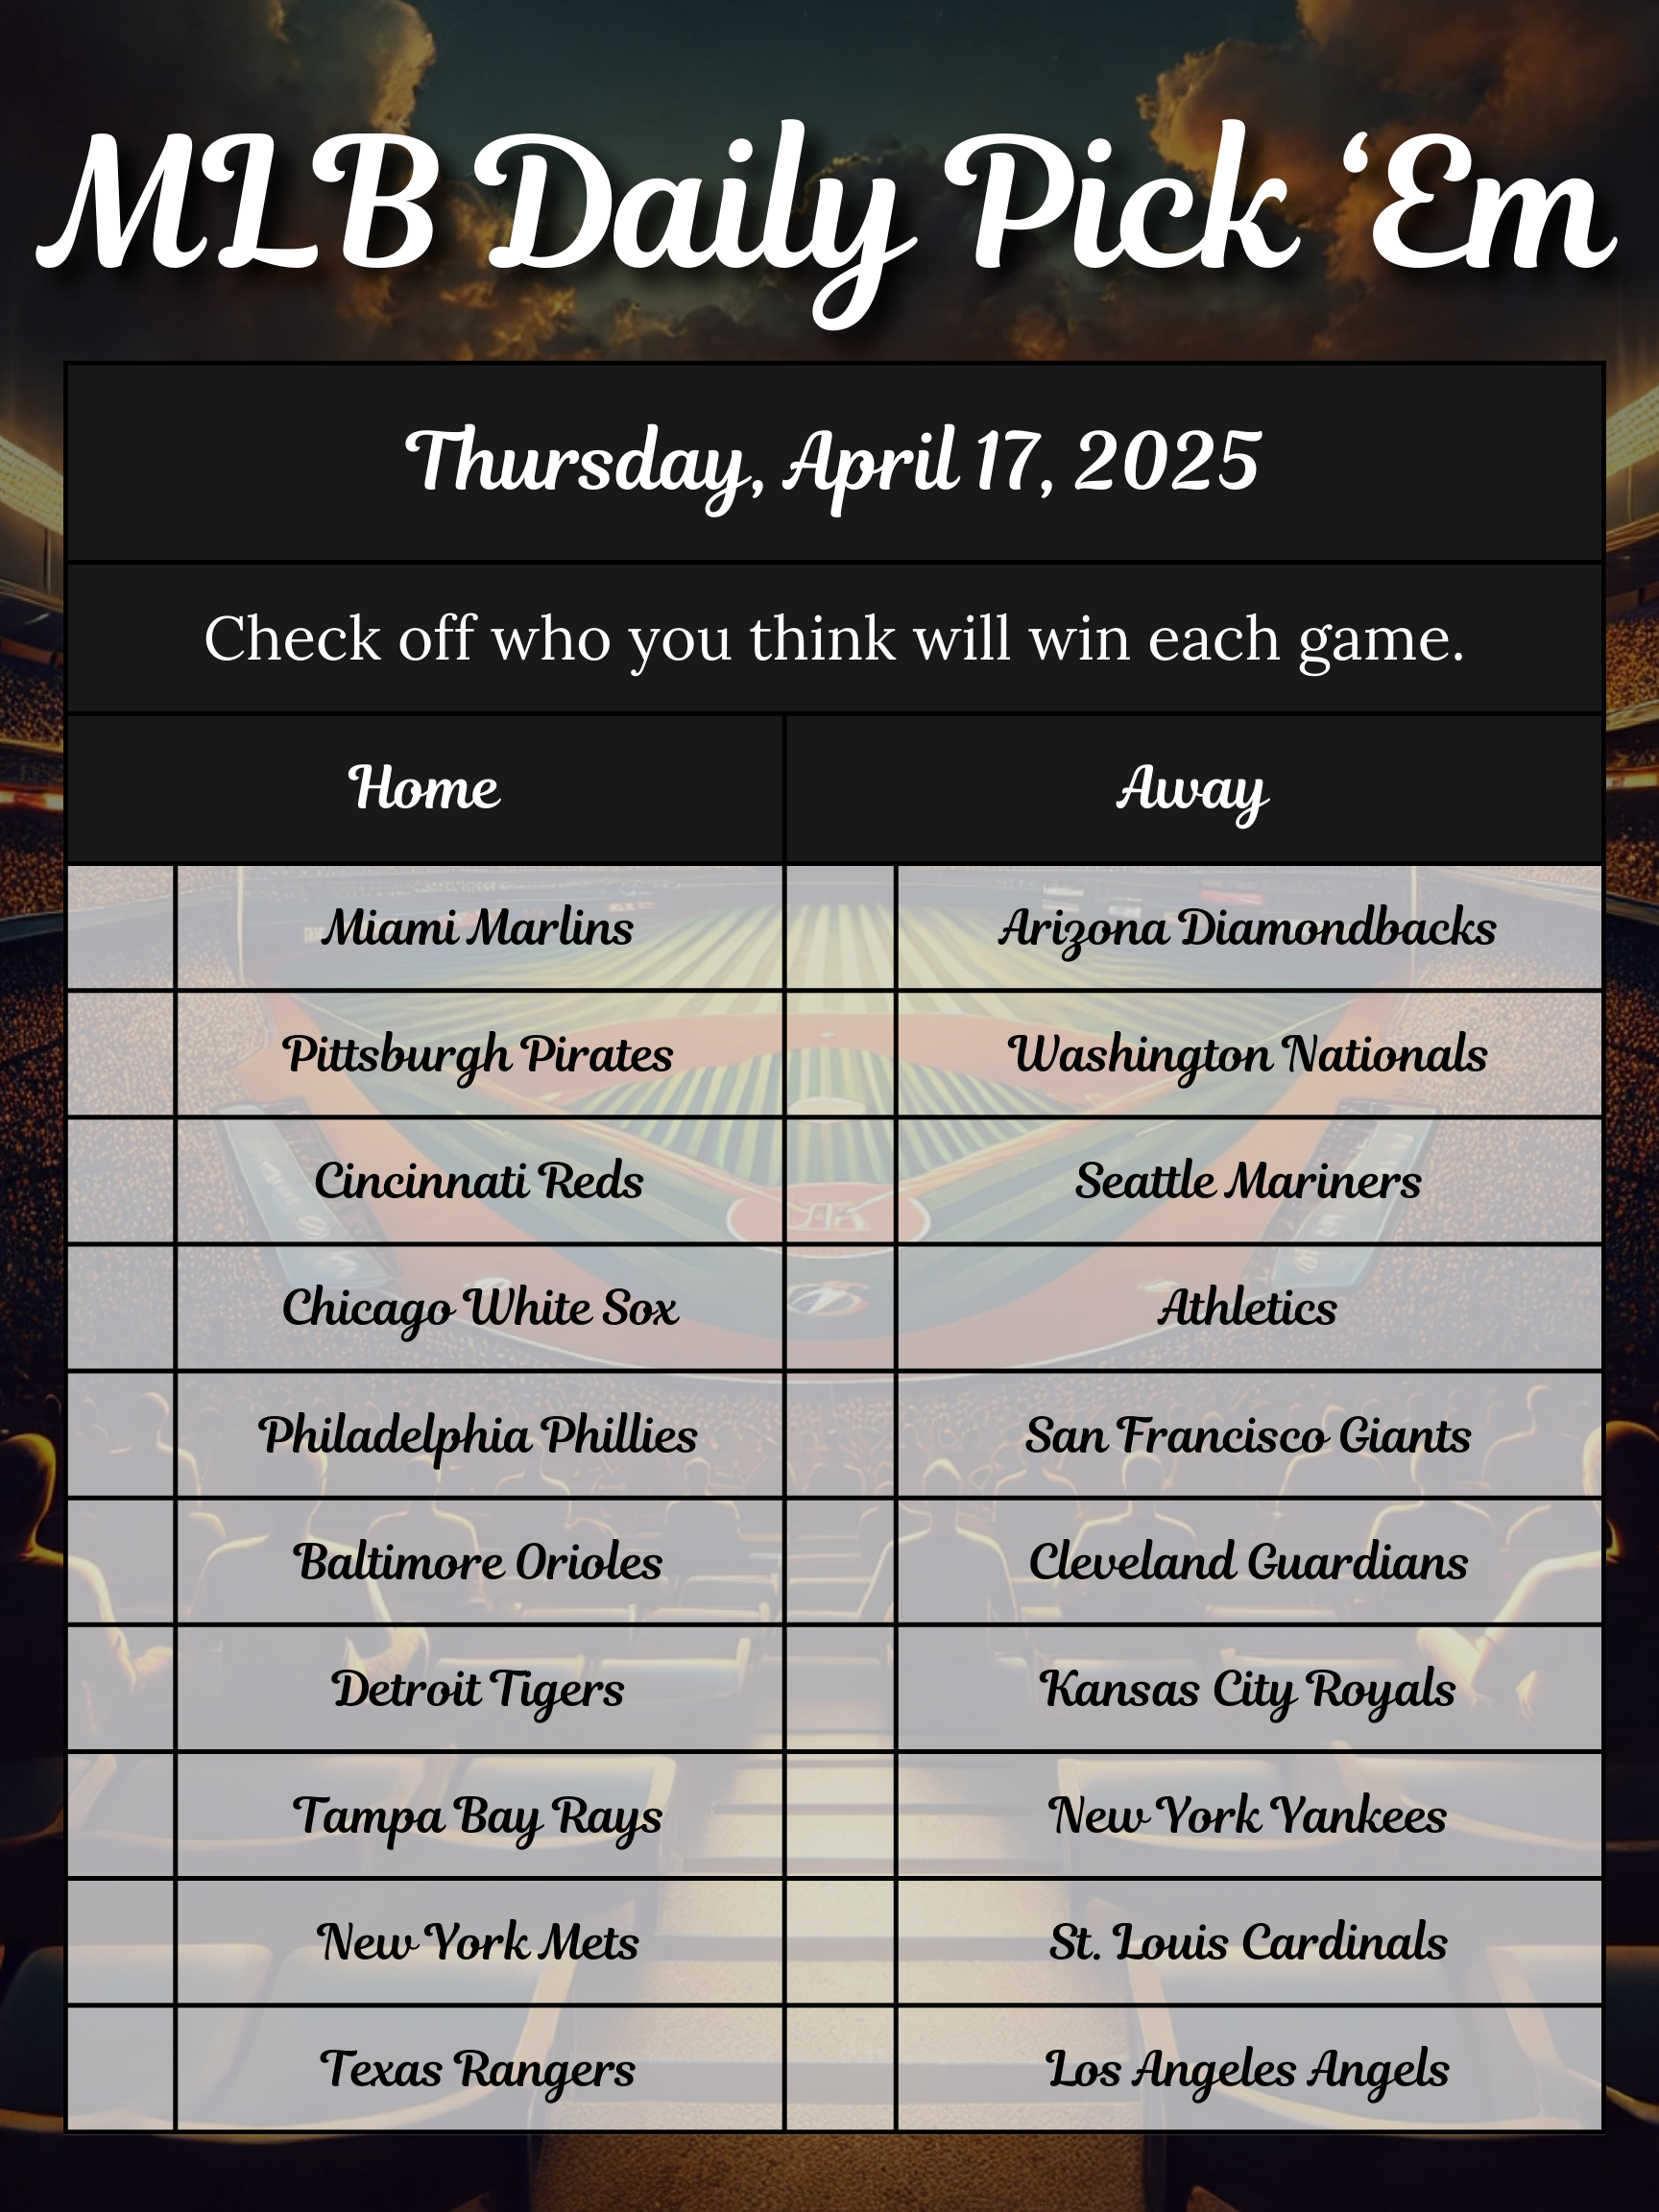 MLB Daily Pick ‘Em
Thursday, April 17, 2025
Check off who you think will win each game.
Home Away
Miami Marlins Arizona Diamondbacks
Pittsburgh Pirates Washington Nationals
Cincinnati Reds Seattle Mariners
Chicago White Sox Athletics
Philadelphia Phillies San Francisco Giants
Baltimore Orioles Cleveland Guardians
Detroit Tigers Kansas City Royals
Tampa Bay Rays New York Yankees
New York Mets St. Louis Cardinals
Texas Rangers Los Angeles Angels